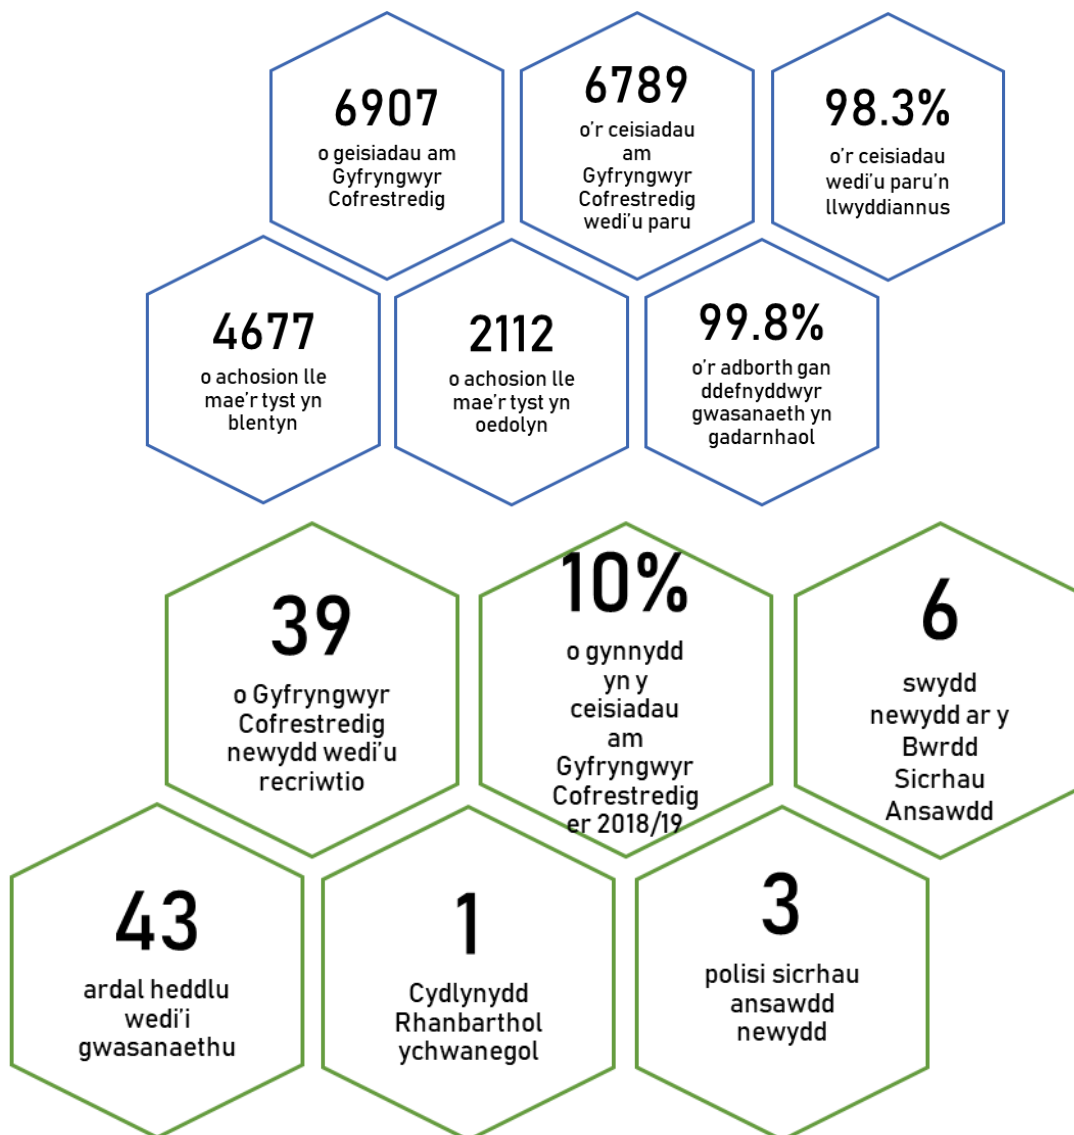 6907
o geisiadau am
Gyfryngwyr
Cofrestredig
6789
o'r ceisiadau
am
Gyfryngwyr
Cofrestredig
wedi'u paru
98.3%
o'r ceisiadau
wedi'u paru'n
llwyddiannus
4677
o achosion lle
mae'r tyst yn
blentyn
2112
o achosion lle
mae'r tyst yn
oedolyn
99.8%
o'r adborth gan
ddefnyddwyr
gwasanaeth yn
gadarnhaol
39
o Gyfryngwyr
Cofrestredig
newydd wedi'u
recriwtio
10%
o gynnydd
yn y
ceisiadau
am
Gyfryngwyr
Cofrestredig
er 2018/19
6
swydd
newydd ar y
Bwrdd
Sicrhau
Ansawdd
43
ardal heddlu
wedi'i
gwasanaethu
1
Cydlynydd
Rhanbarthol
ychwanegol
3
polisi sicrhau
ansawdd
newydd